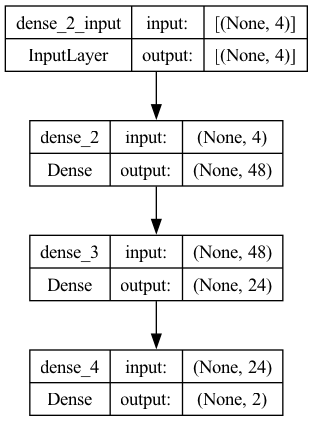 dense_2_input input: [(None, 4)]
InputLayer output: [(None, 4)]
dense_2 input: (None, 4)
Dense output: (None, 48)
dense_3 input: (None, 48)
Dense output: (None, 24)
dense_4 input: (None, 24)
Dense output: (None, 2)